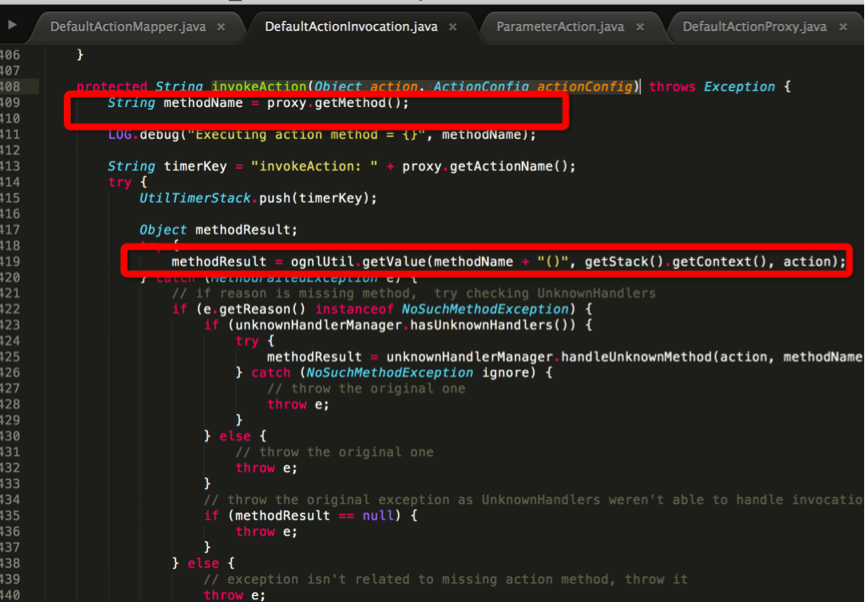 DefaultActionMapper.java × DefaultActionInvocation.java × ParameterAction.java × DefaultActionProxy.java ×
406 }
407
408 protected String invokeAction(Object action, ActionConfig actionConfig) throws Exception {
409 String methodName = proxy.getMethod();
410
411 LOG.debug("Executing action method = {}", methodName);
412
413 String timerKey = "invokeAction: " + proxy.getActionName();
414 try {
415 UtilTimerStack.push(timerKey);
416
417 Object methodResult;
418 try {
419 methodResult = ognlUtil.getValue(methodName + "()", getStack().getContext(), action);
420 } catch (MethodFailedException e) {
421 // if reason is missing method, try checking UnknownHandlers
422 if (e.getReason() instanceof NoSuchMethodException) {
423 if (unknownHandlerManager.hasUnknownHandlers()) {
424 try {
425 methodResult = unknownHandlerManager.handleUnknownMethod(action, methodName
426 } catch (NoSuchMethodException ignore) {
427 // throw the original one
428 throw e;
429 }
430 } else {
431 // throw the original one
432 throw e;
433 }
434 // throw the original exception as UnknownHandlers weren't able to handle invocatio
435 if (methodResult == null) {
436 throw e;
437 }
438 } else {
439 // exception isn't related to missing action method, throw it
440 throw e;